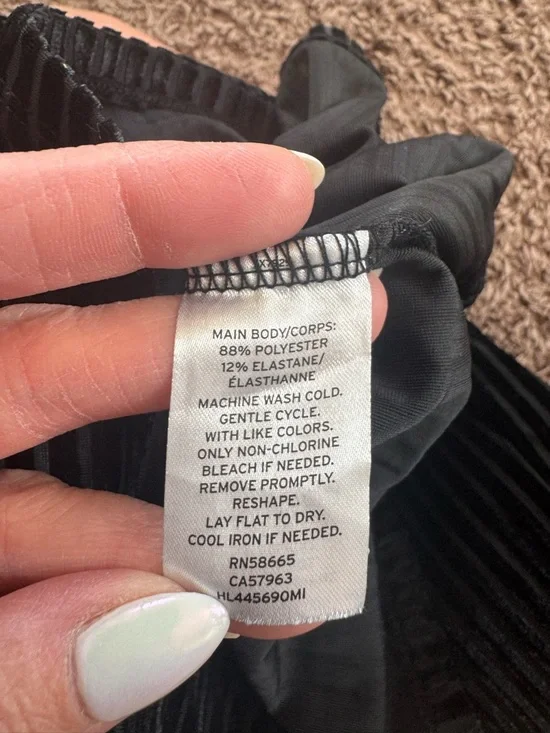 MAIN BODY/CORPS:
88% POLYESTER
12% ELASTANE/
ÉLASTHANNE
MACHINE WASH COLD.
GENTLE CYCLE.
WITH LIKE COLORS.
ONLY NON-CHLORINE
BLEACH IF NEEDED.
REMOVE PROMPTLY.
RESHAPE.
LAY FLAT TO DRY.
COOL IRON IF NEEDED.
RN58665
CA57963
HL445690MI